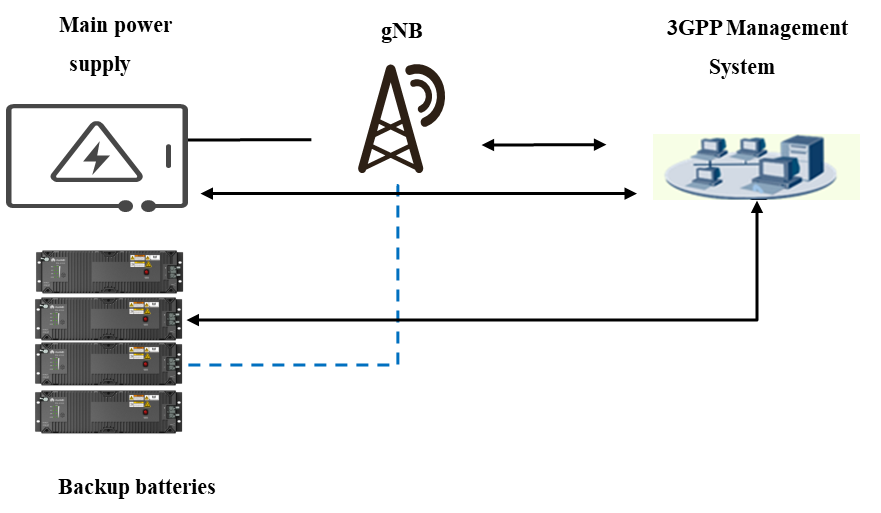 Main power
supply
gNB
3GPP Management
System
Backup batteries